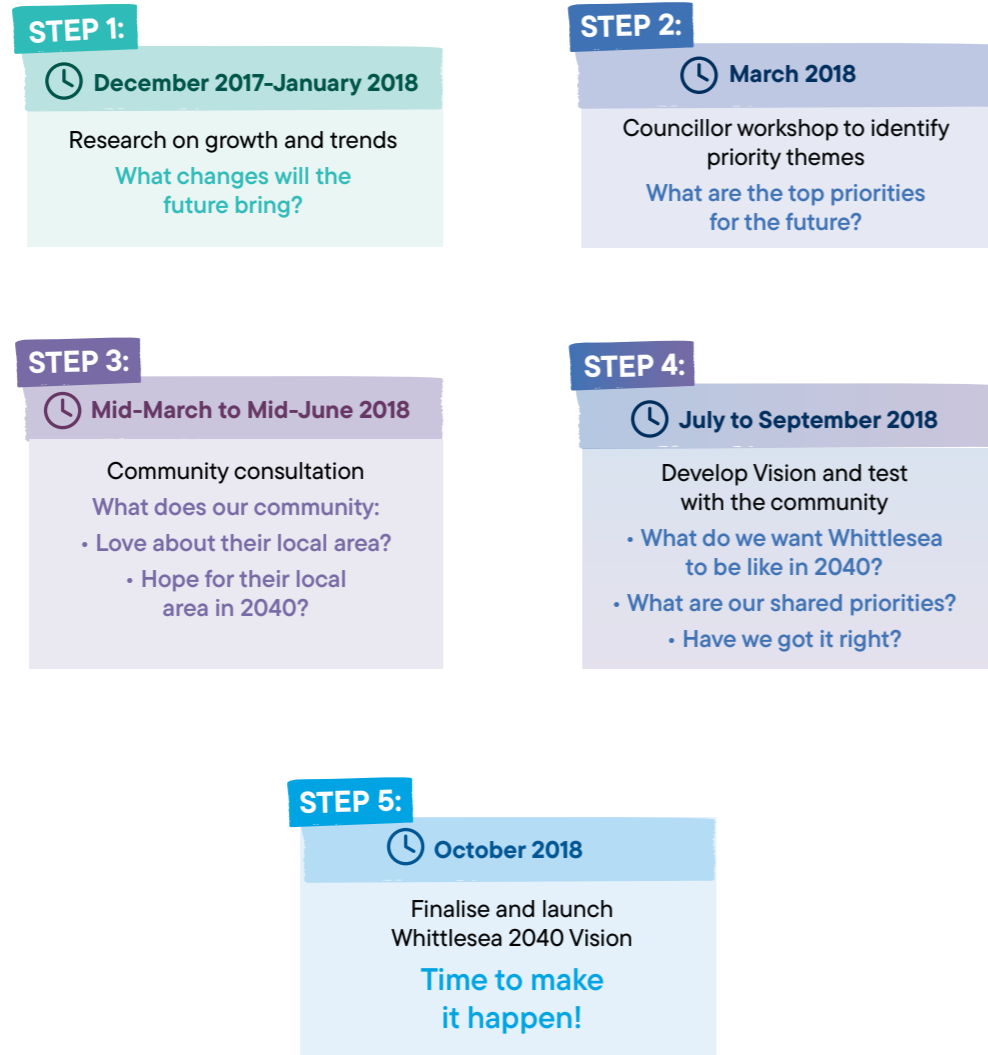 STEP 1:
December 2017-January 2018
Research on growth and trends
What changes will the
future bring?
STEP 2:
March 2018
Councillor workshop to identify
priority themes
What are the top priorities
for the future?
STEP 3:
Mid-March to Mid-June 2018
Community consultation
What does our community:
• Love about their local area?
• Hope for their local
area in 2040?
STEP 4:
July to September 2018
Develop Vision and test
with the community
• What do we want Whittlesea
to be like in 2040?
• What are our shared priorities?
• Have we got it right?
STEP 5:
October 2018
Finalise and launch
Whittlesea 2040 Vision
Time to make
it happen!